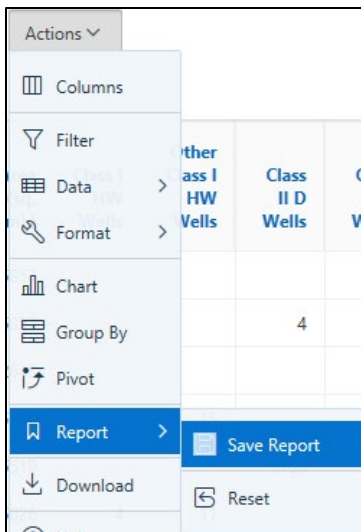 Actions
Columns
Filter
Data
Format
Chart
Group By
Pivot
Report
Save Report
Download
Reset
Other
Class I
HW
Wells
Class
II D
Wells
4